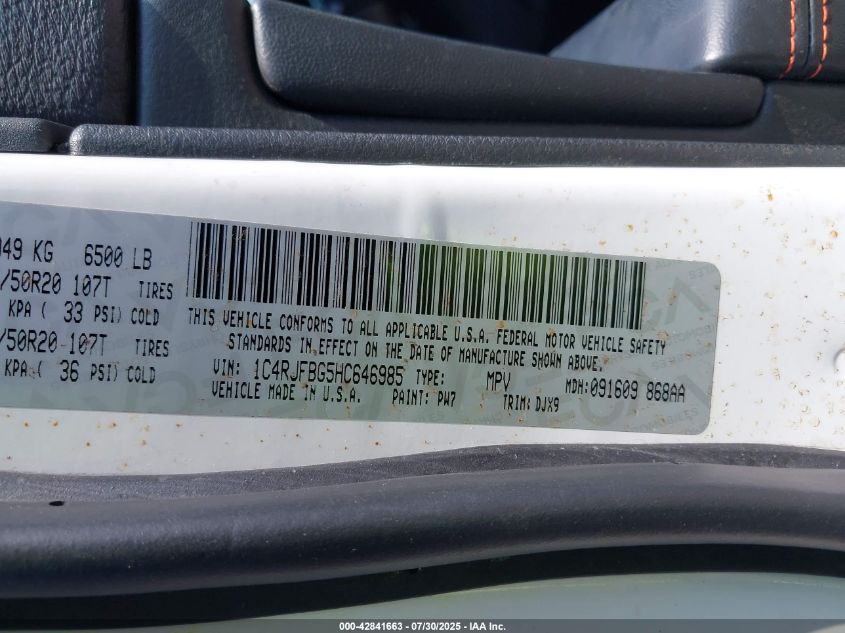 049 KG 6500 LB
/50R20 107T TIRES
KPA ( 33 PSI) COLD
/50R20 107T TIRES
KPA ( 36 PSI) COLD
THIS VEHICLE CONFORMS TO ALL APPLICABLE U.S.A. FEDERAL MOTOR VEHICLE SAFETY
STANDARDS IN EFFECT ON THE DATE OF MANUFACTURE SHOWN ABOVE.
VIN: 1C4RJFBG5HC646985 TYPE: MPV MDH:091609 868AA
VEHICLE MADE IN U.S.A. PAINT: PW7 TRIM: DJX9
000-42841663 - 07/30/2025 - IAA Inc.